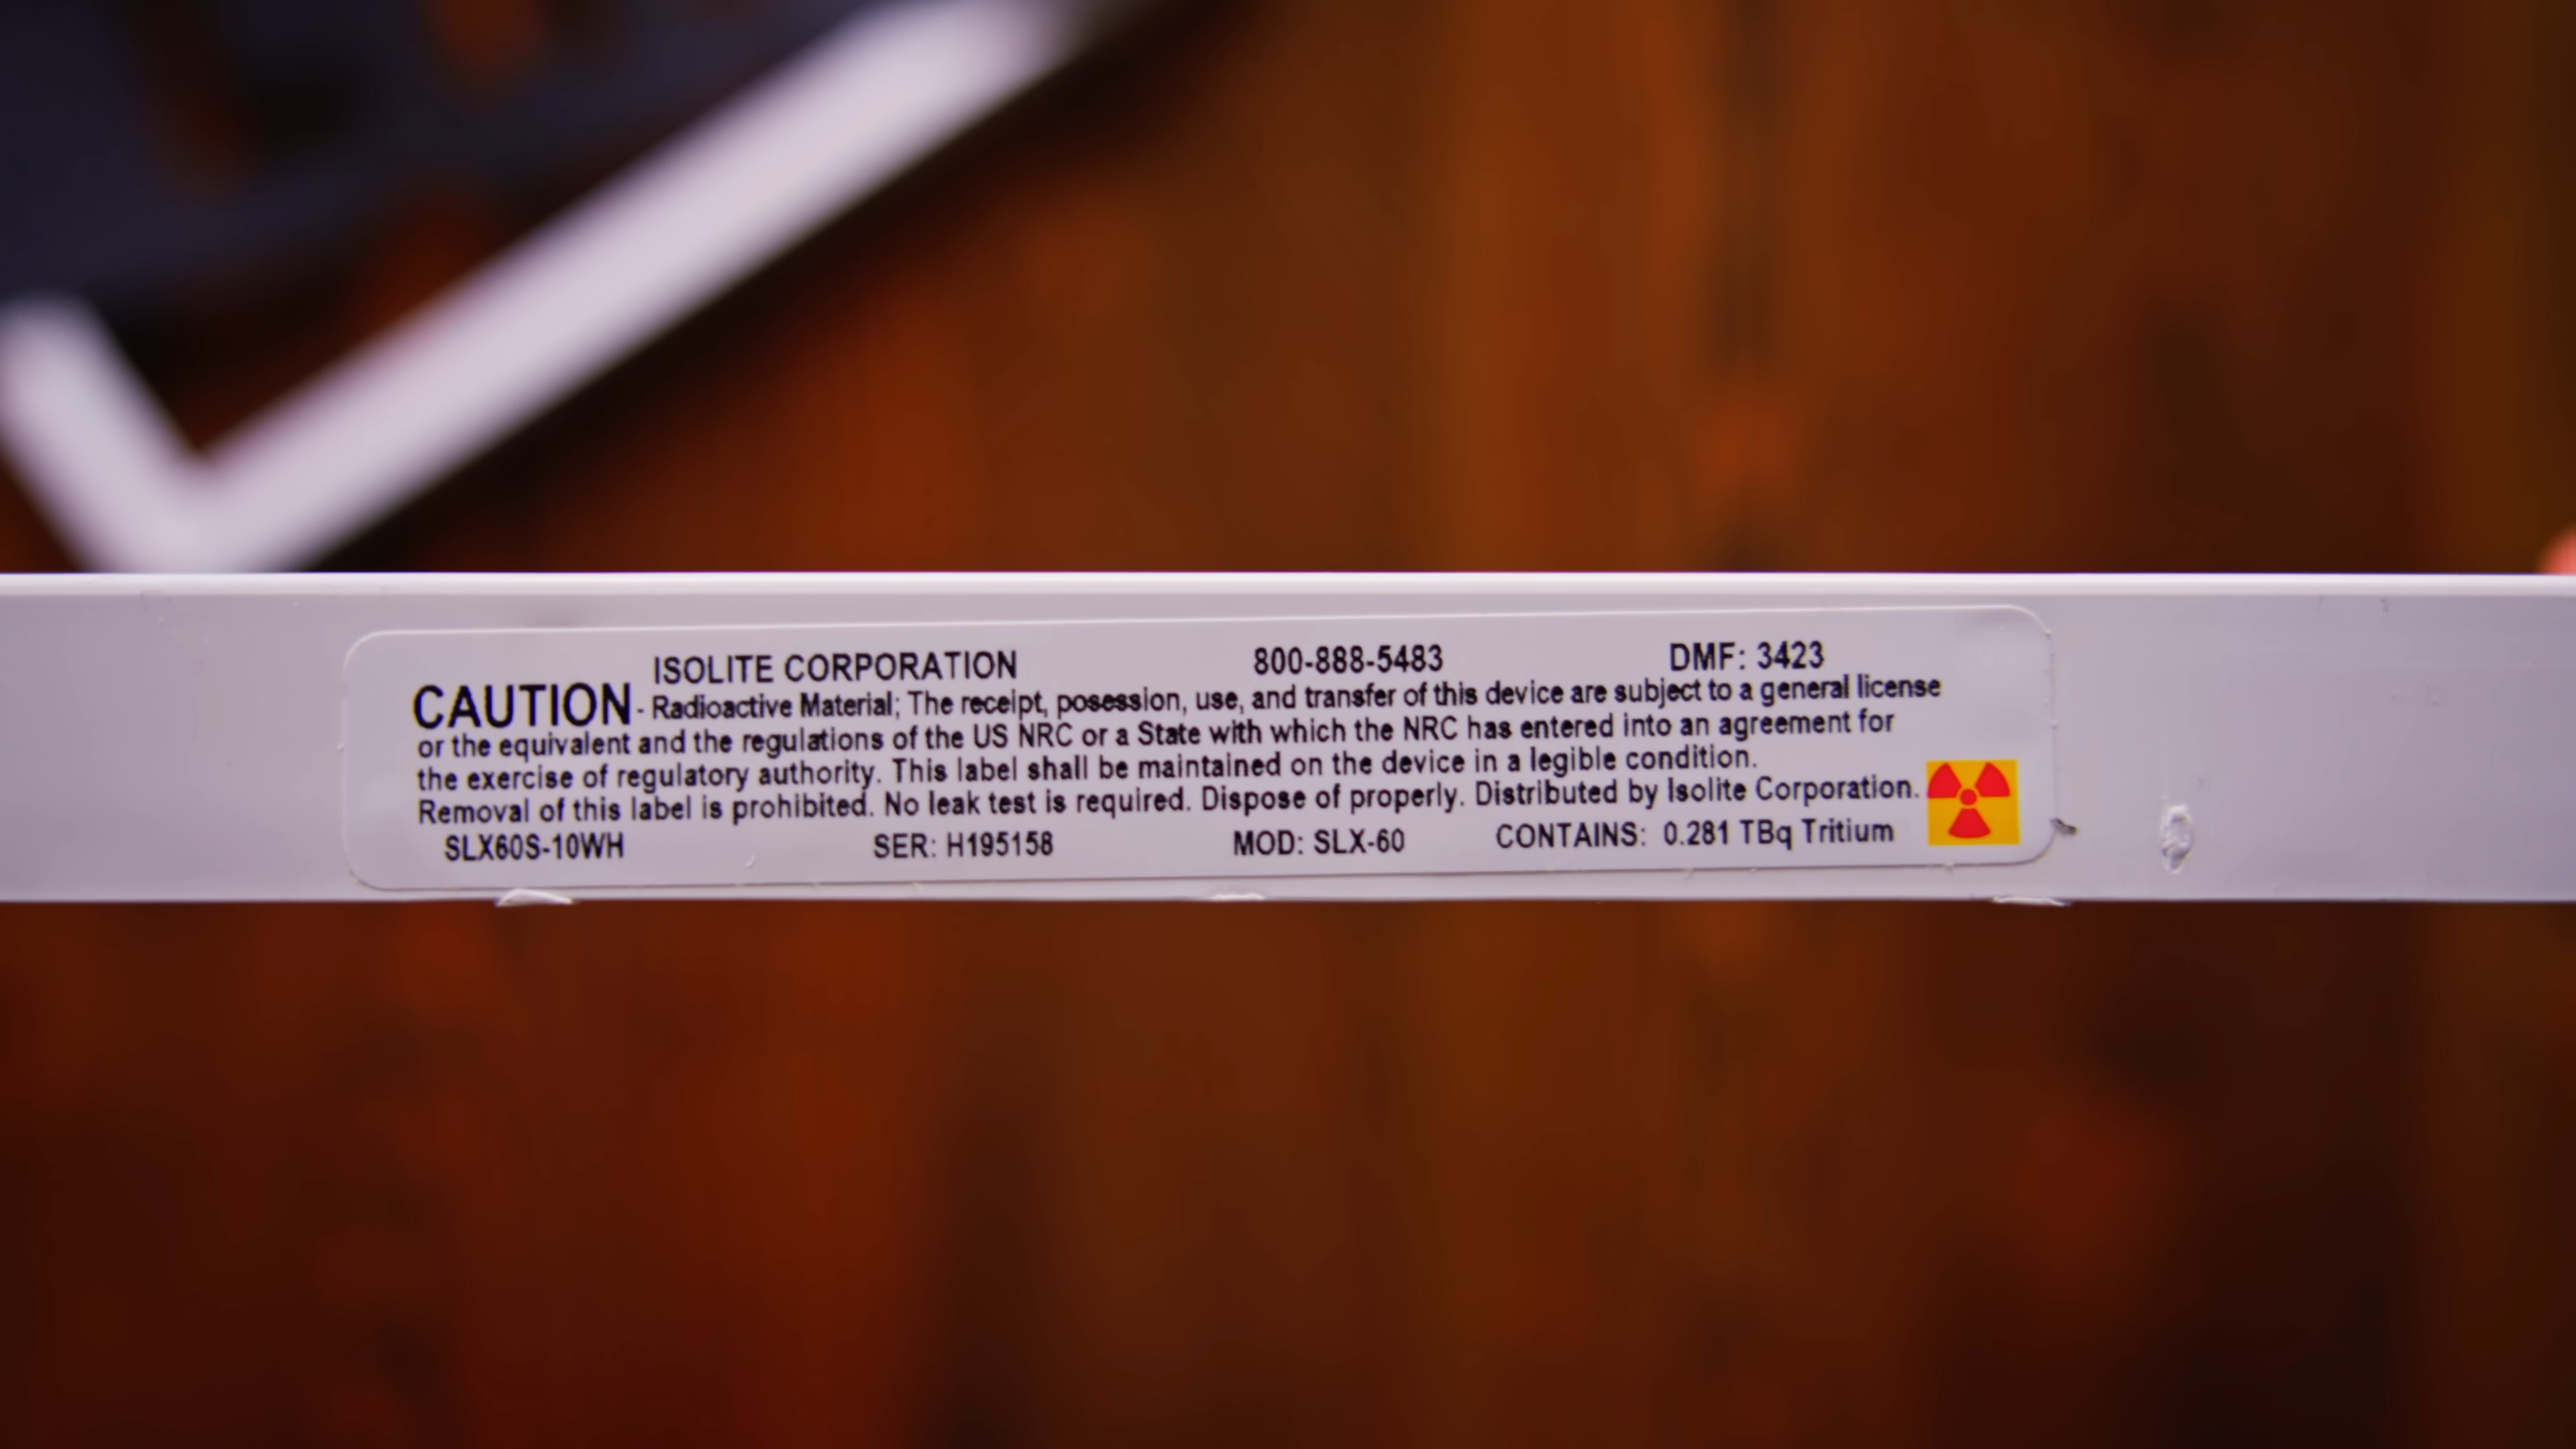 ISOLITE CORPORATION 800-888-5483 DMF: 3423
CAUTION - Radioactive Material; The receipt, posession, use, and transfer of this device are subject to a general license
or the equivalent and the regulations of the US NRC or a State with which the NRC has entered into an agreement for
the exercise of regulatory authority. This label shall be maintained on the device in a legible condition.
Removal of this label is prohibited. No leak test is required. Dispose of properly. Distributed by Isolite Corporation.
SLX60S-10WH SER: H195158 MOD: SLX-60 CONTAINS: 0.281 TBq Tritium